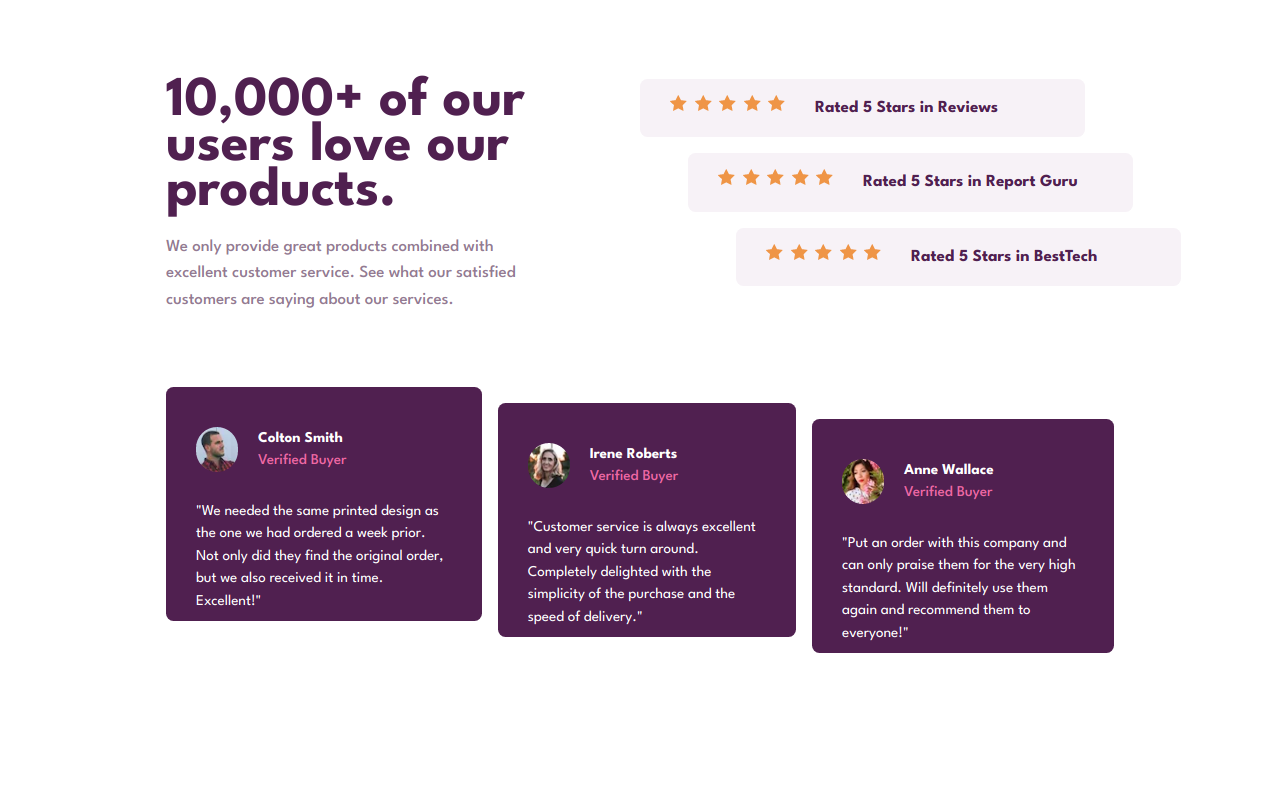 10,000+ of our
users love our
products.
We only provide great products combined with
excellent customer service. See what our satisfied
customers are saying about our services.
Rated 5 Stars in Reviews
Rated 5 Stars in Report Guru
Rated 5 Stars in BestTech
Colton Smith
Verified Buyer
"We needed the same printed design as
the one we had ordered a week prior.
Not only did they find the original order,
but we also received it in time.
Excellent!"
Irene Roberts
Verified Buyer
"Customer service is always excellent
and very quick turn around.
Completely delighted with the
simplicity of the purchase and the
speed of delivery."
Anne Wallace
Verified Buyer
"Put an order with this company and
can only praise them for the very high
standard. Will definitely use them
again and recommend them to
everyone!"